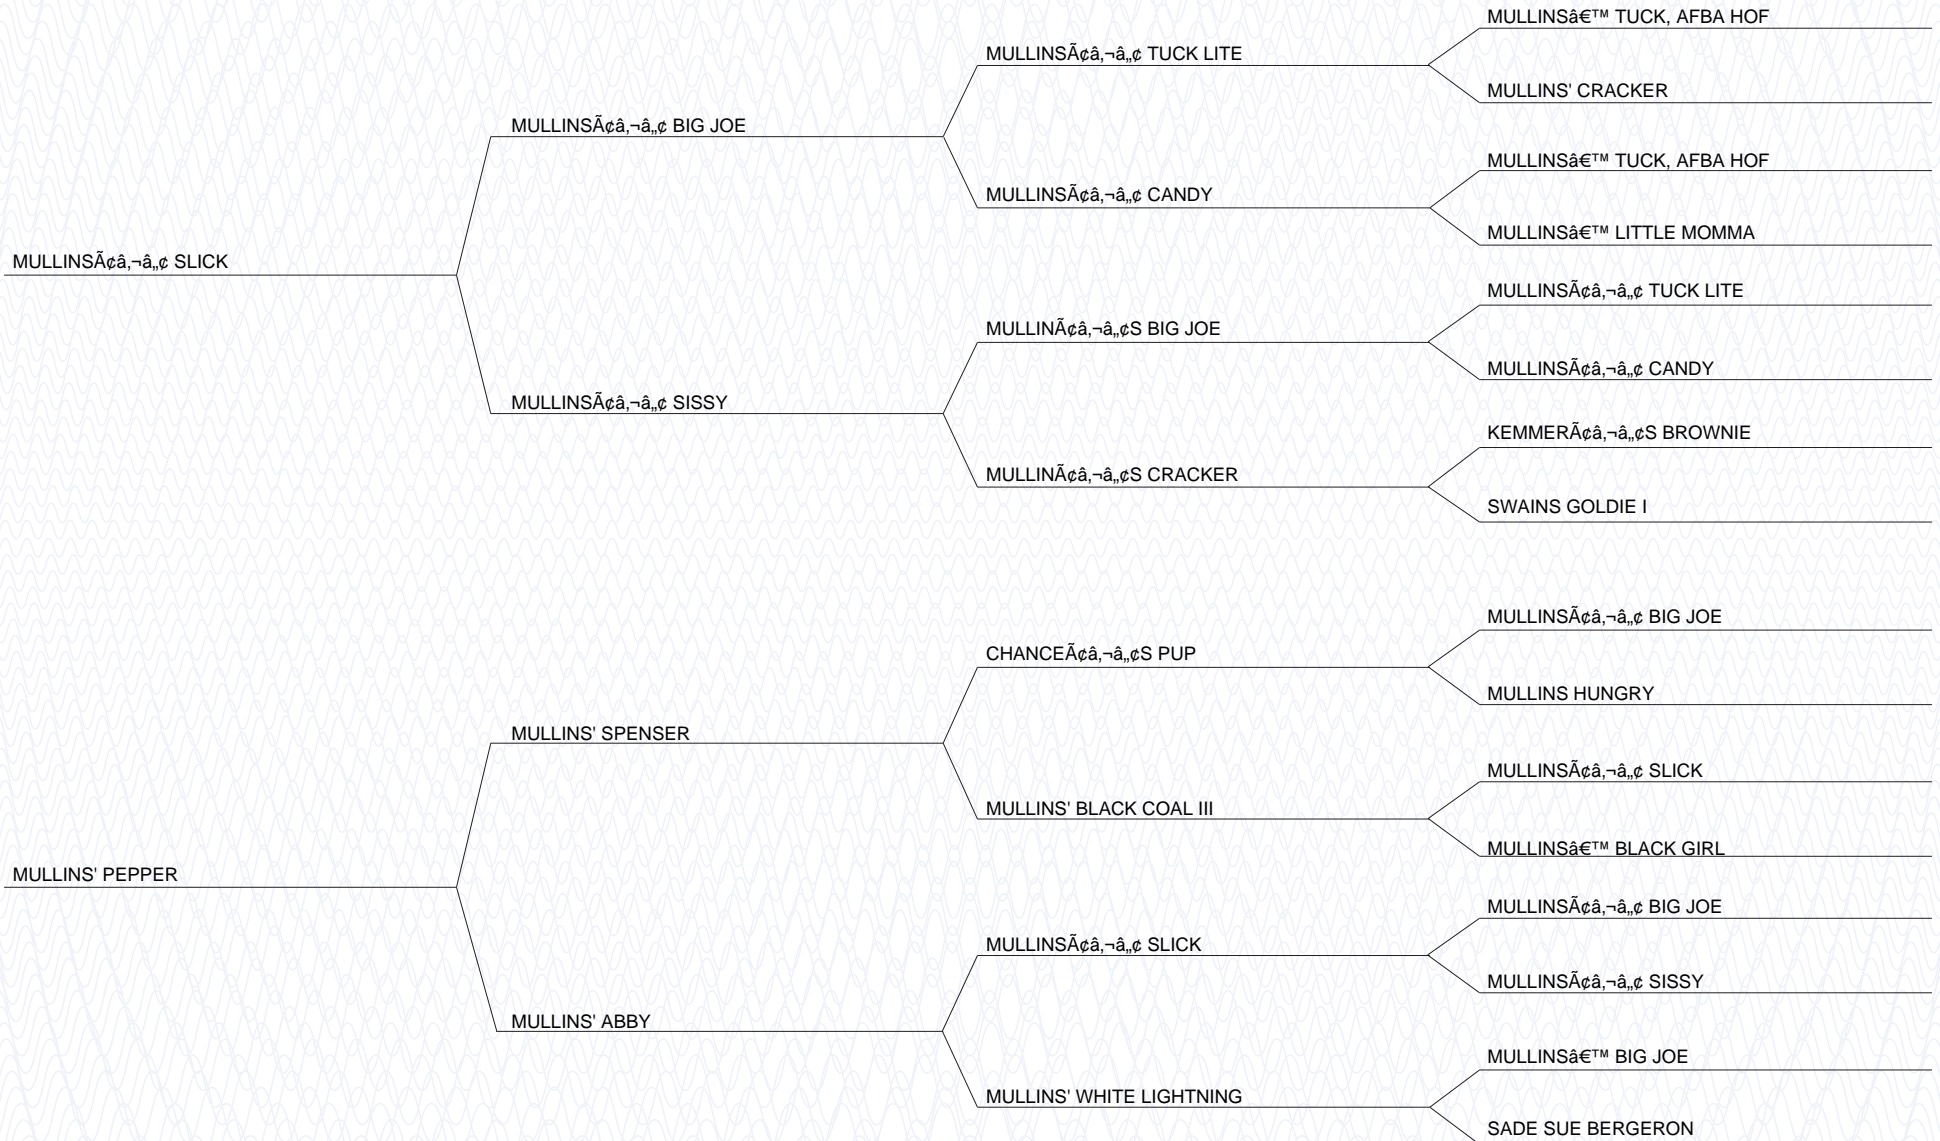 MULLINSâ€™ TUCK, AFBA HOF
MULLINSÃ¢â‚¬â„¢ TUCK LITE
MULLINS' CRACKER
MULLINSÃ¢â‚¬â„¢ BIG JOE
MULLINSâ€™ TUCK, AFBA HOF
MULLINSÃ¢â‚¬â„¢ CANDY
MULLINSâ€™ LITTLE MOMMA
MULLINSÃ¢â‚¬â„¢ SLICK
MULLINSÃ¢â‚¬â„¢ TUCK LITE
MULLINÃ¢â‚¬â„¢S BIG JOE
MULLINSÃ¢â‚¬â„¢ CANDY
MULLINSÃ¢â‚¬â„¢ SISSY
KEMMERÃ¢â‚¬â„¢S BROWNIE
MULLINÃ¢â‚¬â„¢S CRACKER
SWAINS GOLDIE I
MULLINSÃ¢â‚¬â„¢ BIG JOE
CHANCEÃ¢â‚¬â„¢S PUP
MULLINS HUNGRY
MULLINS' SPENSER
MULLINSÃ¢â‚¬â„¢ SLICK
MULLINS' BLACK COAL III
MULLINSâ€™ BLACK GIRL
MULLINS' PEPPER
MULLINSÃ¢â‚¬â„¢ BIG JOE
MULLINSÃ¢â‚¬â„¢ SLICK
MULLINSÃ¢â‚¬â„¢ SISSY
MULLINS' ABBY
MULLINSâ€™ BIG JOE
MULLINS' WHITE LIGHTNING
SADE SUE BERGERON